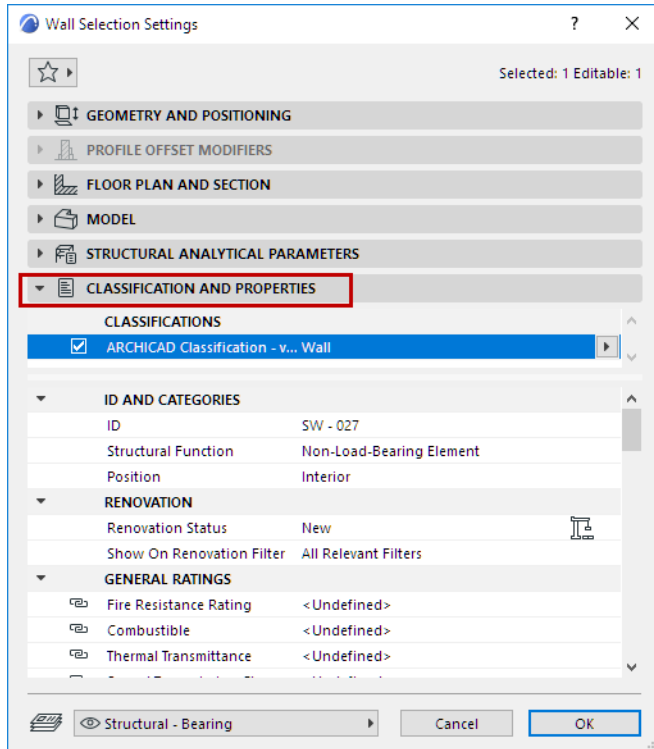 Wall Selection Settings ? ×
Selected: 1 Editable: 1
GEOMETRY AND POSITIONING
PROFILE OFFSET MODIFIERS
FLOOR PLAN AND SECTION
MODEL
STRUCTURAL ANALYTICAL PARAMETERS
CLASSIFICATION AND PROPERTIES
CLASSIFICATIONS
ARCHICAD Classification - v... Wall
ID AND CATEGORIES
ID SW - 027
Structural Function Non-Load-Bearing Element
Position Interior
RENOVATION
Renovation Status New
Show On Renovation Filter All Relevant Filters
GENERAL RATINGS
Fire Resistance Rating <Undefined>
Combustible <Undefined>
Thermal Transmittance <Undefined>
Structural - Bearing Cancel OK